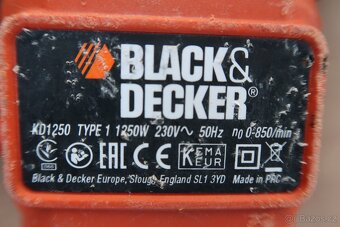 BLACK&
DECKER®
KD1250 TYPE 1 1250W 230V~ 50Hz n0 0-850/min
EAC CE KEMA KEUR
Black & Decker Europe, Slough England SL1 3YD Made in PRC